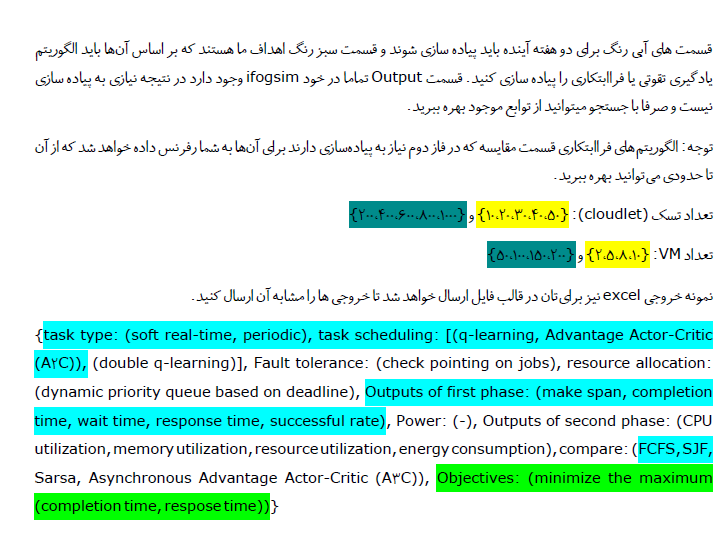 قسمت های آبی رنگ برای دو هفته آینده باید پیاده سازی شوند و قسمت سبز رنگ اهداف ما هستند که بر اساس آن‌ها باید الگوریتم
یادگیری تقوتی یا فراابتکاری را پیاده سازی کنید. قسمت Output تماما در خود ifogsim وجود دارد در نتیجه نیازی به پیاده سازی
نیست و صرفا با جستجو میتوانید از توابع موجود بهره ببرید.
توجه: الگوریتم‌های فراابتکاری قسمت مقایسه که در فاز دوم نیاز به پیاده‌سازی دارند برای آن‌ها به شما رفرنس داده خواهد شد که از آن
تا حدودی می‌توانید بهره ببرید.
تعداد تسک (cloudlet): {۱۰،۲۰،۳۰،۴۰،۵۰} و {۲۰۰،۴۰۰،۶۰۰،۸۰۰،۱۰۰۰}
تعداد VM: {۲،۵،۸،۱۰} و {۵۰،۱۰۰،۱۵۰،۲۰۰}
نمونه خروجی excel نیز برای‌تان در قالب فایل ارسال خواهد شد تا خروجی ها را مشابه آن ارسال کنید.
{task type: (soft real-time, periodic), task scheduling: [(q-learning, Advantage Actor-Critic
(A۲C)), (double q-learning)], Fault tolerance: (check pointing on jobs), resource allocation:
(dynamic priority queue based on deadline), Outputs of first phase: (make span, completion
time, wait time, response time, successful rate), Power: (-), Outputs of second phase: (CPU
utilization, memory utilization, resource utilization, energy consumption), compare: (FCFS, SJF,
Sarsa, Asynchronous Advantage Actor-Critic (A۳C)), Objectives: (minimize the maximum
(completion time, respose time))}